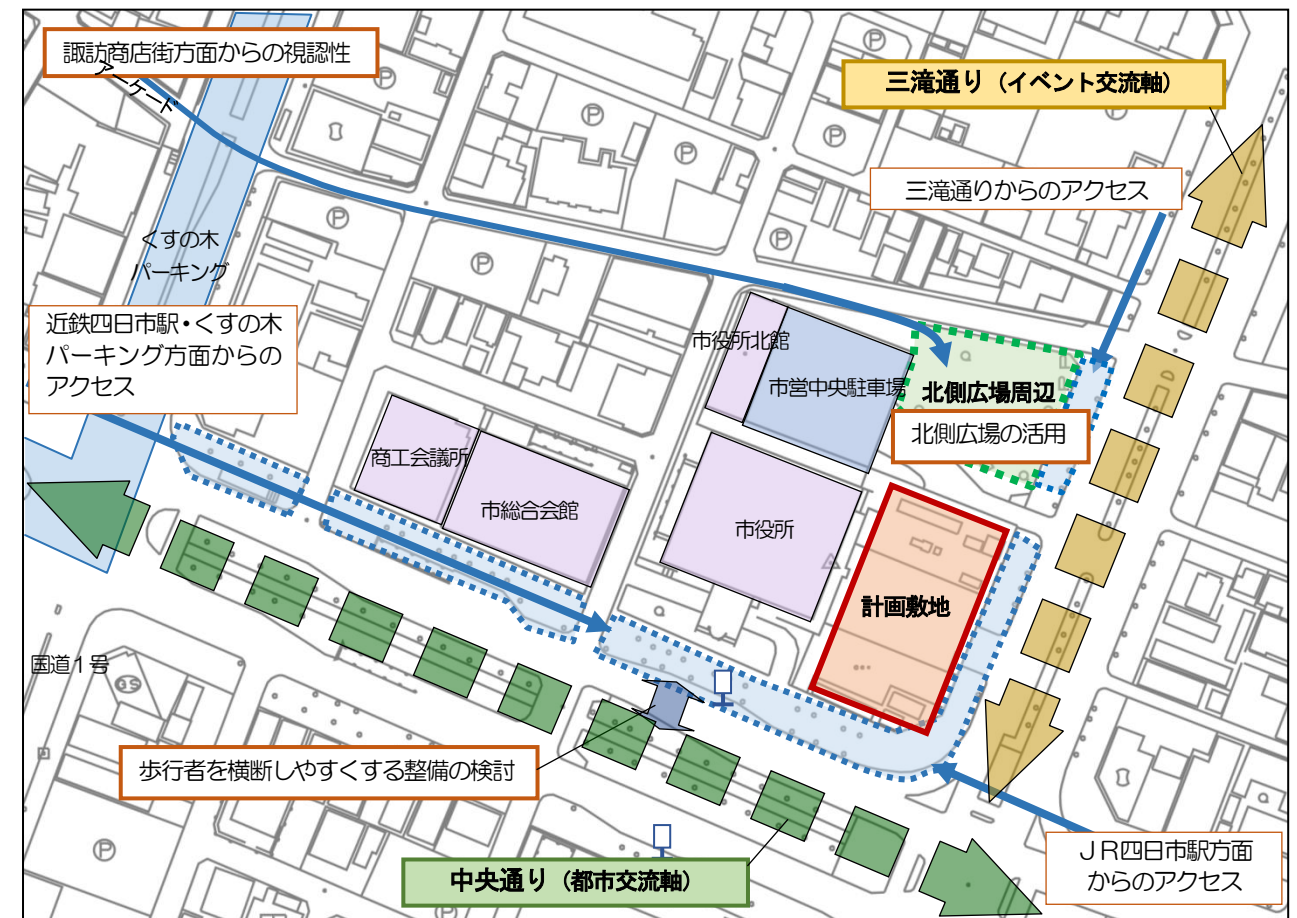 諏訪商店街方面からの視認性
アーケード
三滝通り（イベント交流軸）
三滝通りからのアクセス
くすの木
パーキング
近鉄四日市駅・くすの木
パーキング方面からの
アクセス
市役所北館
市営中央駐車場
北側広場周辺
北側広場の活用
商工会議所
市総合会館
市役所
計画敷地
国道１号
歩行者を横断しやすくする整備の検討
中央通り（都市交流軸）
ＪＲ四日市駅方面
からのアクセス
P
P
P
P
P
P
P
P
GS